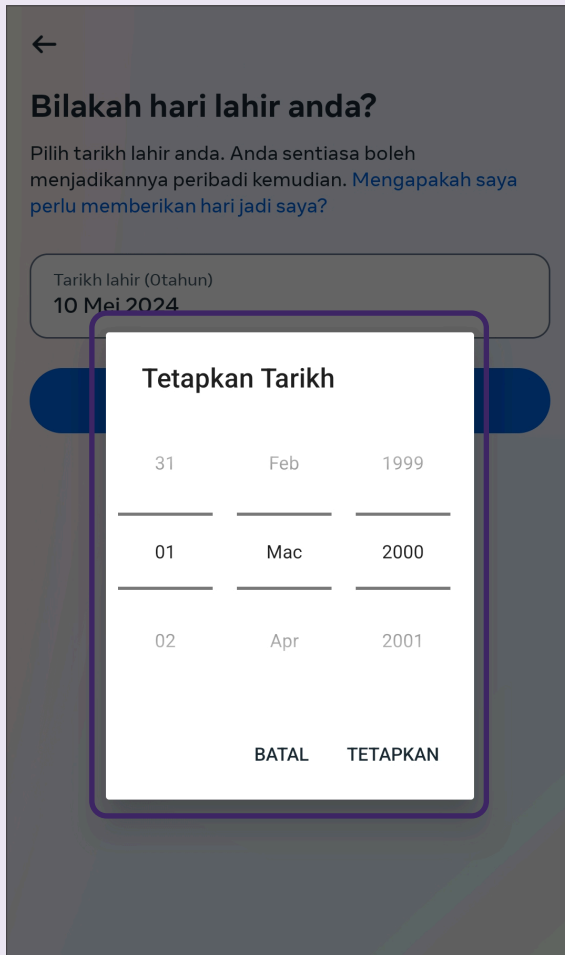 Bilakah hari lahir anda?
Pilih tarikh lahir anda. Anda sentiasa boleh
menjadikannya peribadi kemudian. Mengapakah saya
perlu memberikan hari jadi saya?
Tarikh lahir (0tahun)
10 Mei 2024
Tetapkan Tarikh
31 Feb 1999
01 Mac 2000
02 Apr 2001
BATAL TETAPKAN